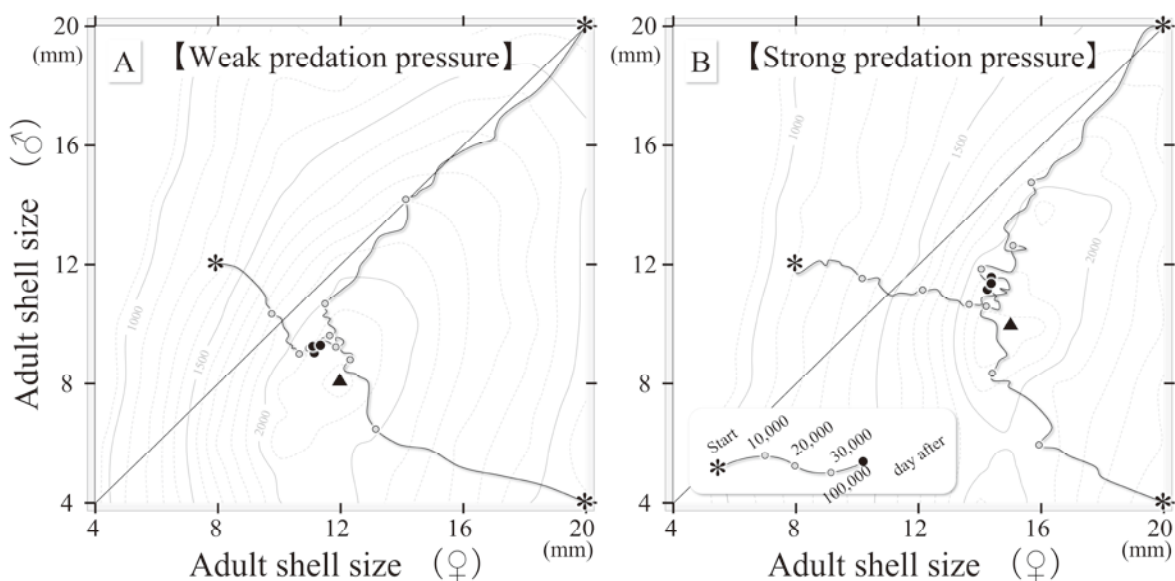 A 【Weak predation pressure】
B 【Strong predation pressure】
20
(mm)
16
12
8
4
Adult shell size (♂)
1000
1500
2000
4 8 12 16 20
(mm)
Adult shell size (♀)
20
(mm)
16
12
8
4
1000
1500
2000
Start 10,000 20,000 30,000 100,000 day after
4 8 12 16 20
(mm)
Adult shell size (♀)